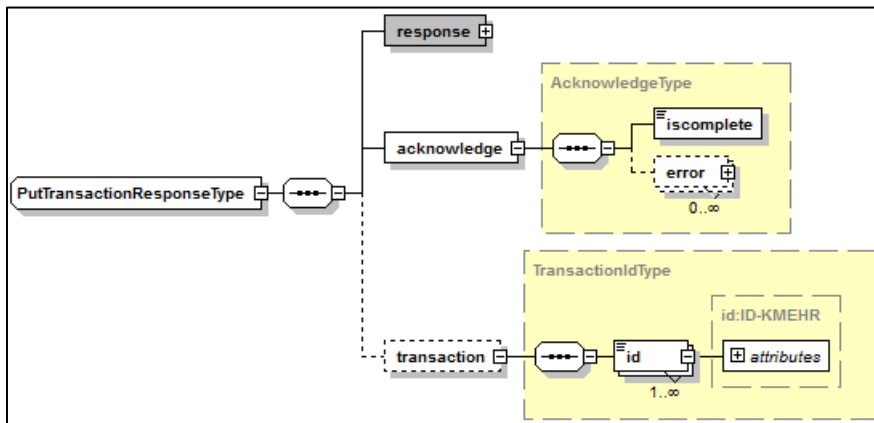 response
AcknowledgeType
iscomplete
acknowledge
error
0..∞
PutTransactionResponseType
TransactionIdType
id:ID-KMEHR
transaction
id
attributes
1..∞